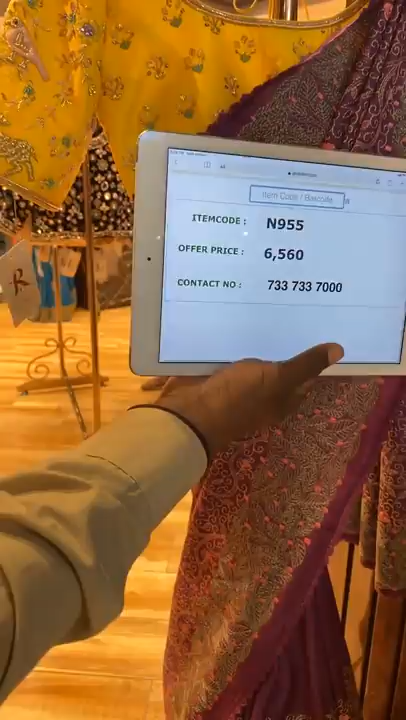 Item Code / Barcode
ITEMCODE : N955
OFFER PRICE : 6,560
CONTACT NO : 733 733 7000
R